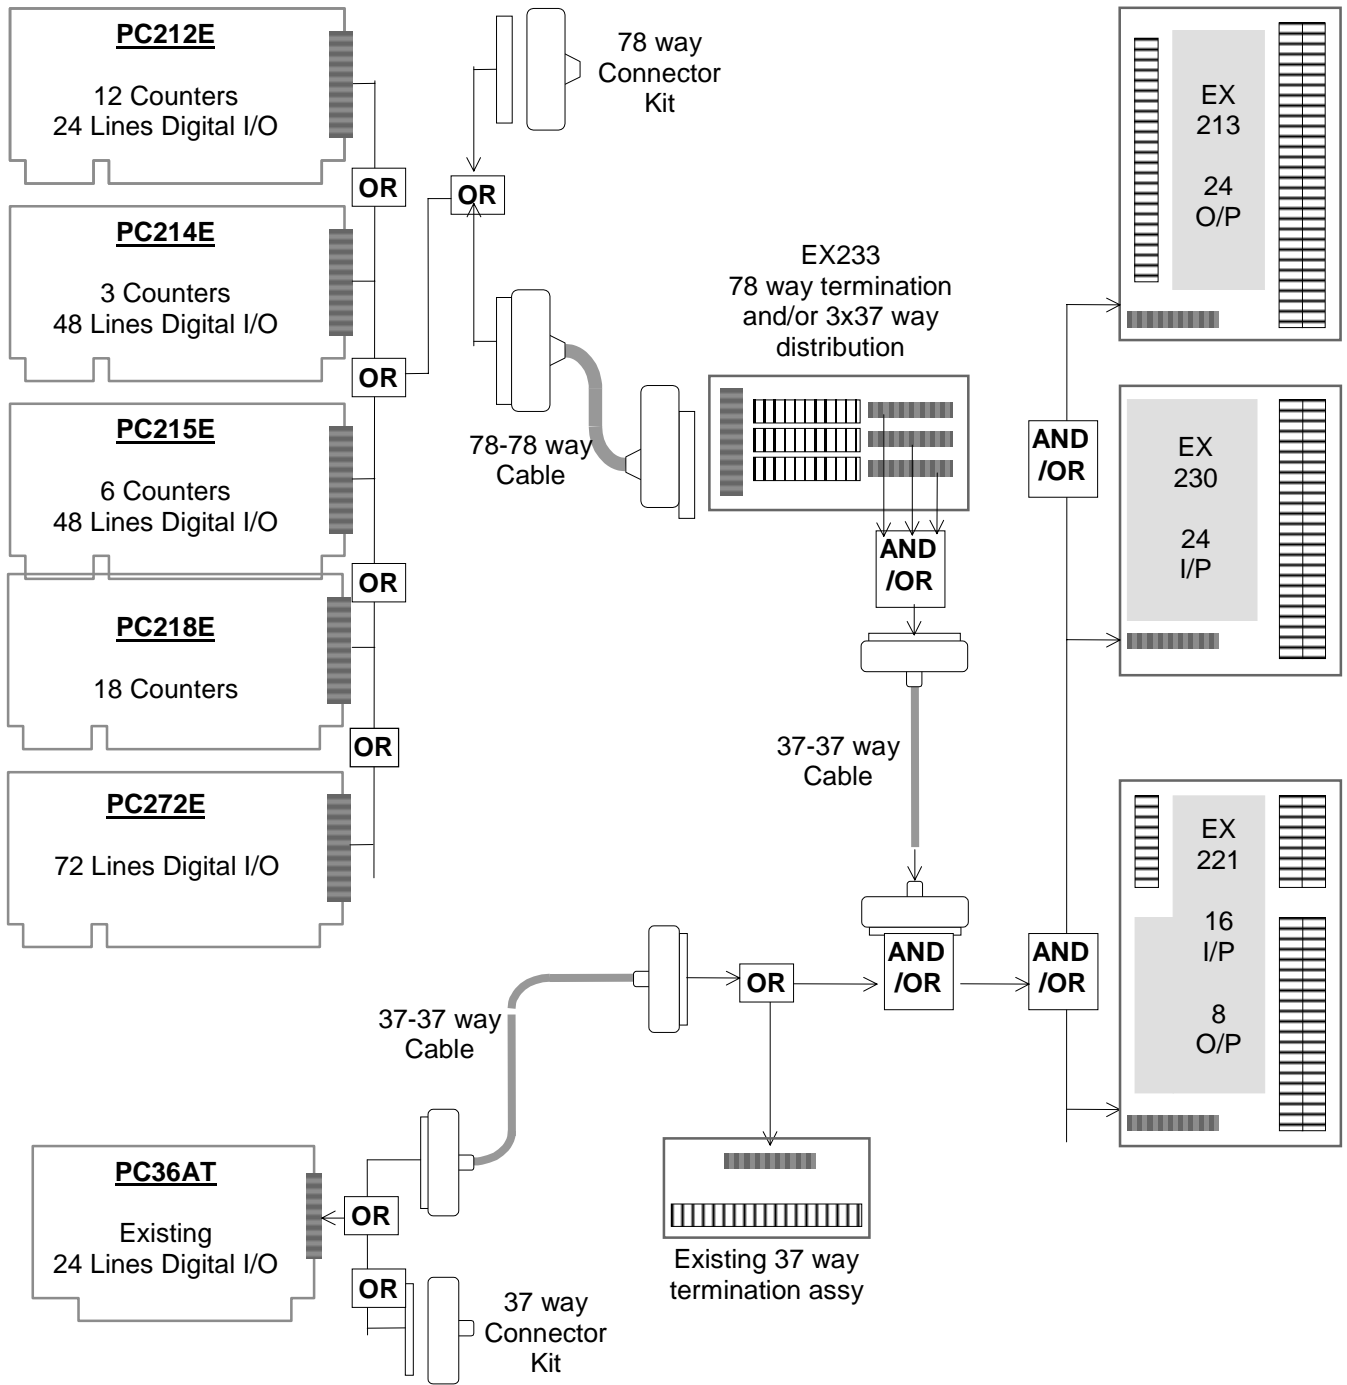 PC212E
12 Counters
24 Lines Digital I/O
OR
PC214E
3 Counters
48 Lines Digital I/O
OR
PC215E
6 Counters
48 Lines Digital I/O
OR
PC218E
18 Counters
OR
PC272E
72 Lines Digital I/O
78 way
Connector
Kit
OR
78-78 way
Cable
EX233
78 way termination
and/or 3x37 way
distribution
AND
/OR
37-37 way
Cable
AND
/OR
AND
/OR
AND
/OR
EX
213
24
O/P
EX
230
24
I/P
EX
221
16
I/P
8
O/P
37-37 way
Cable
OR
Existing 37 way
termination assy
PC36AT
Existing
24 Lines Digital I/O
OR
OR
37 way
Connector
Kit